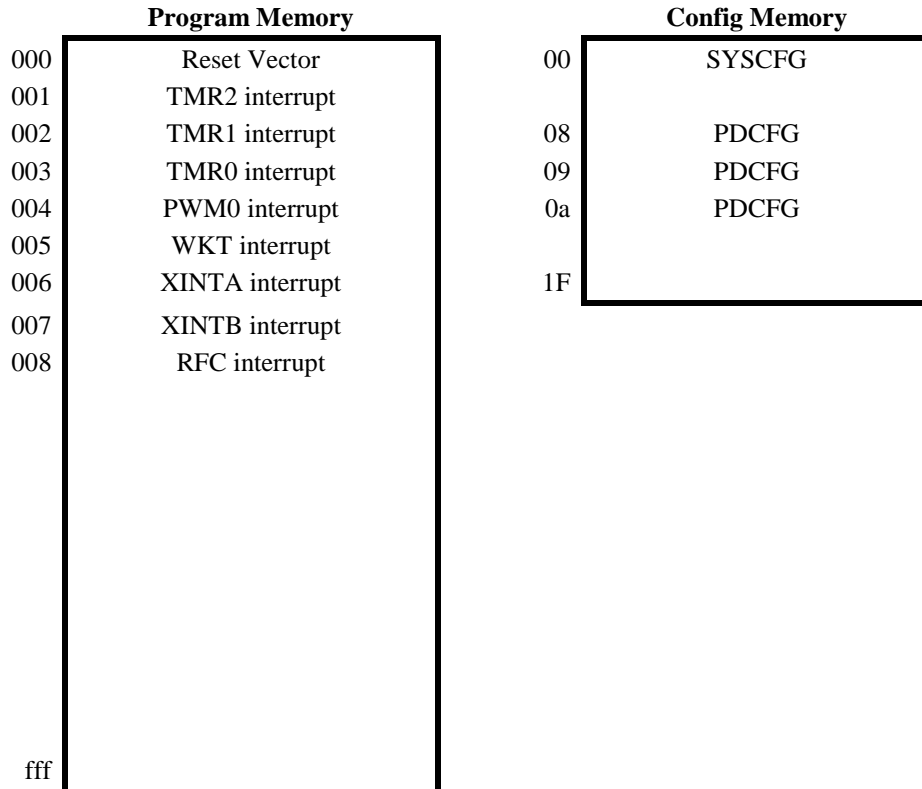 Program Memory Config Memory
000 Reset Vector 00 SYSCFG
001 TMR2 interrupt
002 TMR1 interrupt 08 PDCFG
003 TMR0 interrupt 09 PDCFG
004 PWM0 interrupt 0a PDCFG
005 WKT interrupt
006 XINTA interrupt 1F
007 XINTB interrupt
008 RFC interrupt
fff